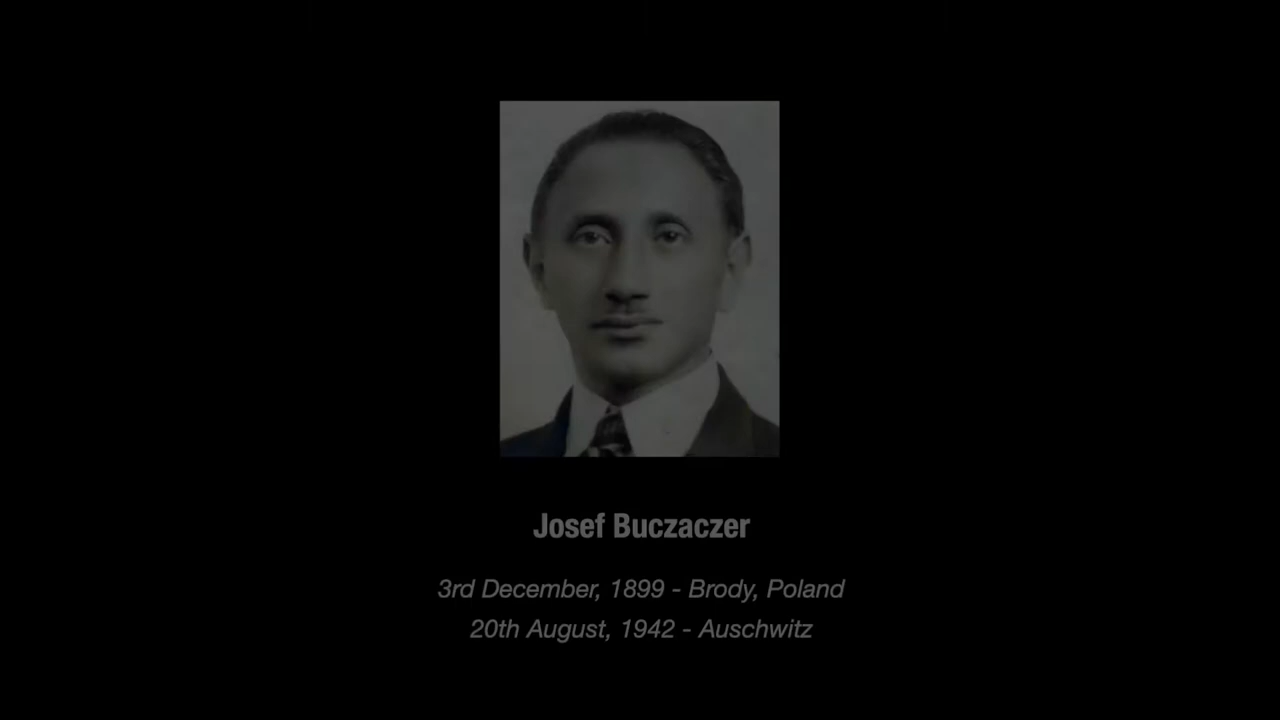 Josef Buczaczer
3rd December, 1899 - Brody, Poland
20th August, 1942 - Auschwitz